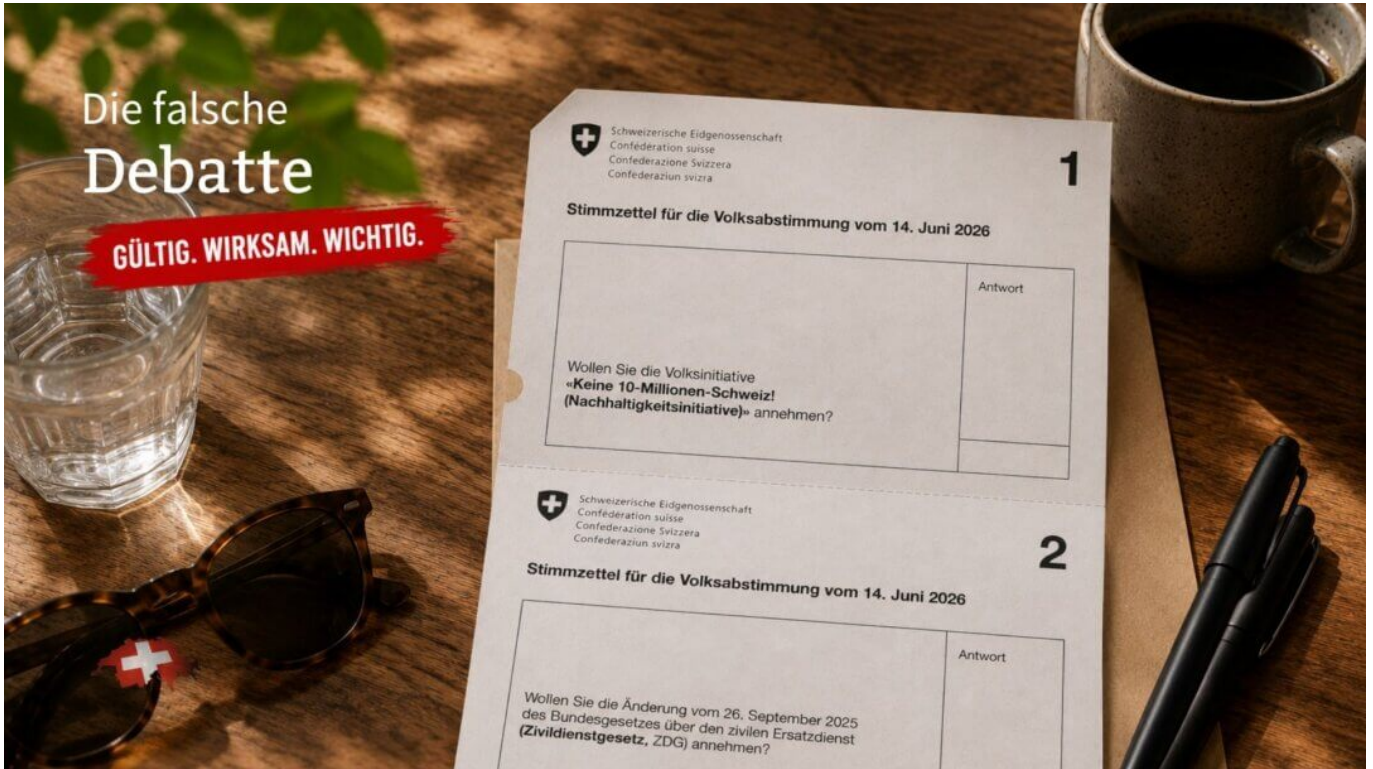 Die falsche
Debatte
GÜLTIG. WIRKSAM. WICHTIG.
Schweizerische Eidgenossenschaft
Confédération suisse
Confederazione Svizzera
Confederaziun svizra
1
Stimmzettel für die Volksabstimmung vom 14. Juni 2026
Antwort
Wollen Sie die Volksinitiative
«Keine 10-Millionen-Schweiz!
(Nachhaltigkeitsinitiative)» annehmen?
Schweizerische Eidgenossenschaft
Confédération suisse
Confederazione Svizzera
Confederaziun svizra
2
Stimmzettel für die Volksabstimmung vom 14. Juni 2026
Antwort
Wollen Sie die Änderung vom 26. September 2025
des Bundesgesetzes über den zivilen Ersatzdienst
(Zivildienstgesetz, ZDG) annehmen?